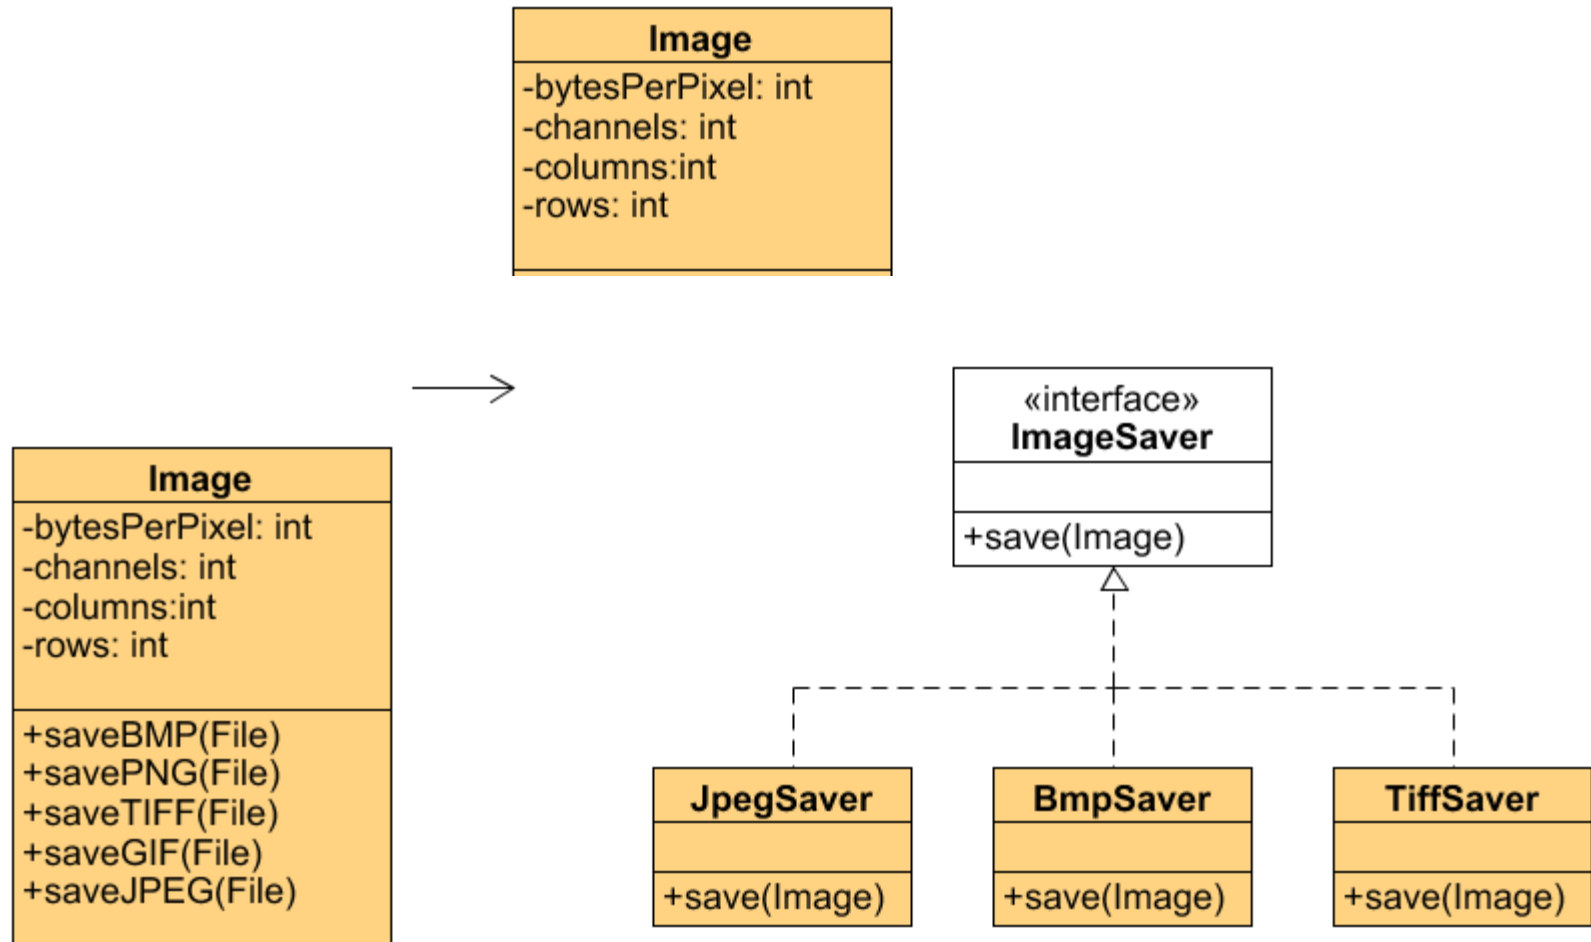 Image
-bytesPerPixel: int
-channels: int
-columns:int
-rows: int
Image
-bytesPerPixel: int
-channels: int
-columns:int
-rows: int
+saveBMP(File)
+savePNG(File)
+saveTIFF(File)
+saveGIF(File)
+saveJPEG(File)
«interface»
ImageSaver
+save(Image)
JpegSaver
+save(Image)
BmpSaver
+save(Image)
TiffSaver
+save(Image)